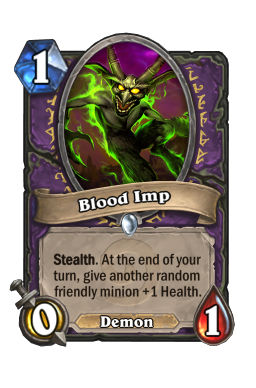 1
Blood Imp
Stealth. At the end of your
turn, give another random
friendly minion +1 Health.
0 1
Demon